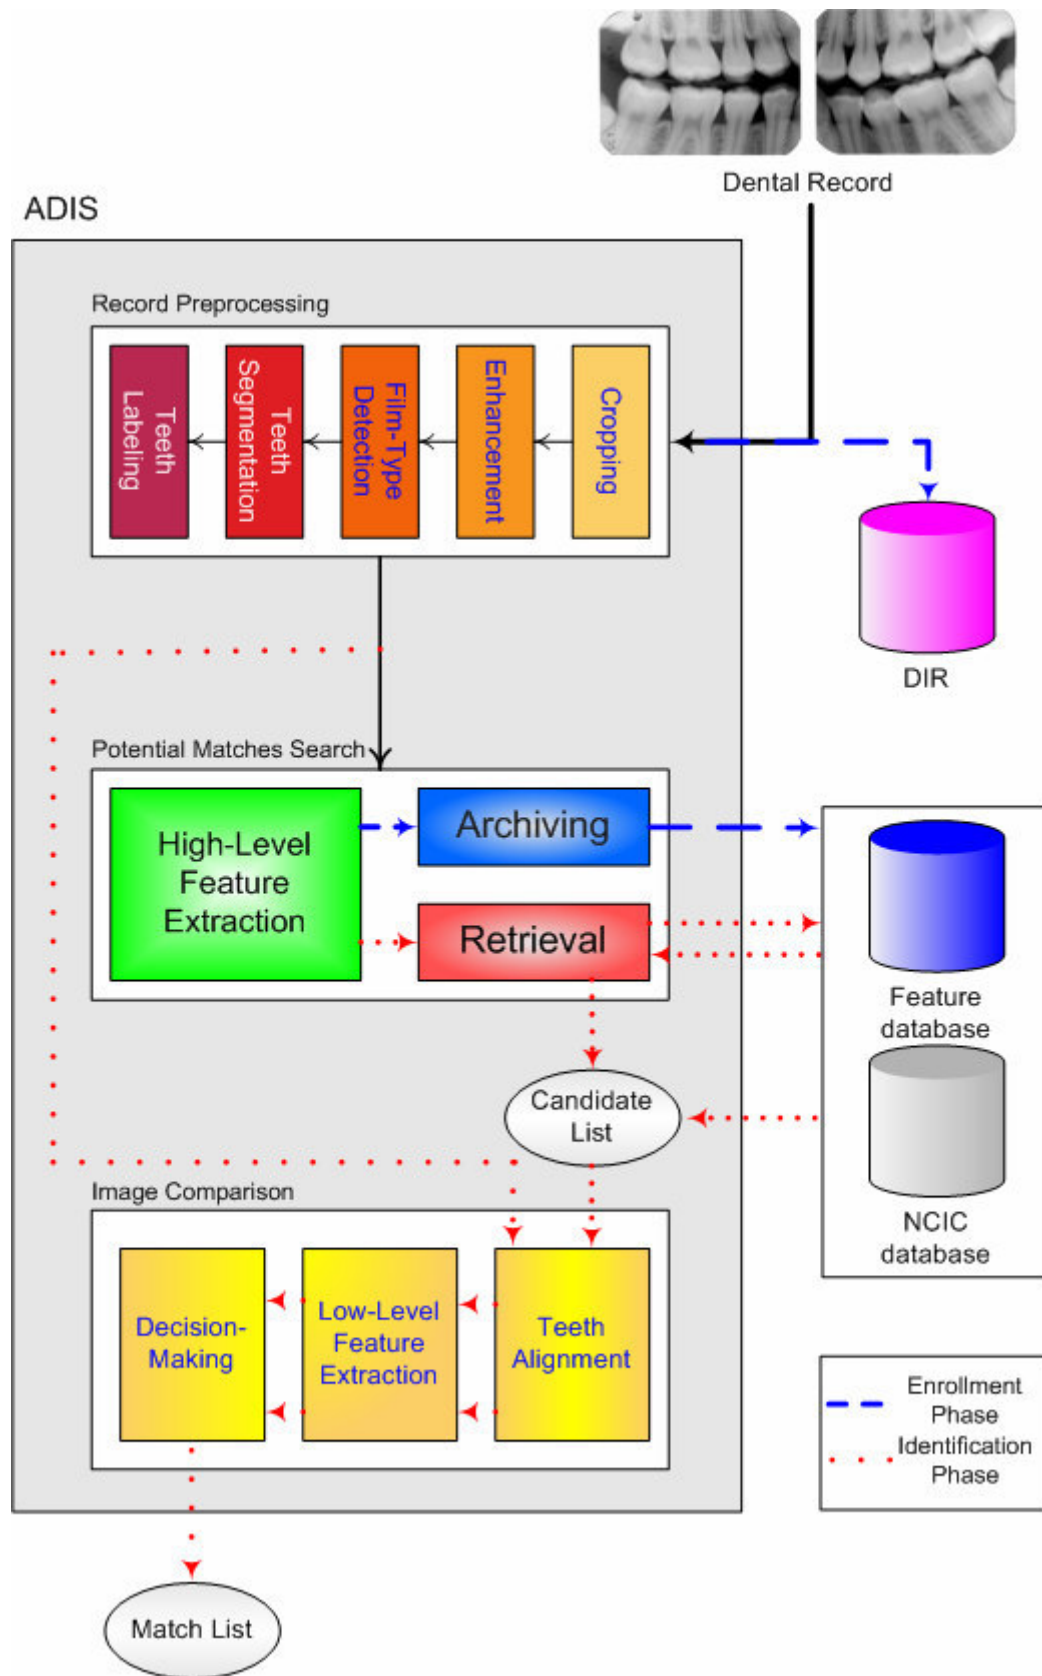 Dental Record
ADIS
Record Preprocessing
Teeth
Labeling
Teeth
Segmentation
Film-Type
Detection
Enhancement
Cropping
DIR
Potential Matches Search
High-Level
Feature
Extraction
Archiving
Retrieval
Feature
database
Candidate
List
NCIC
database
Image Comparison
Decision-
Making
Low-Level
Feature
Extraction
Teeth
Alignment
Enrollment
Phase
Identification
Phase
Match List